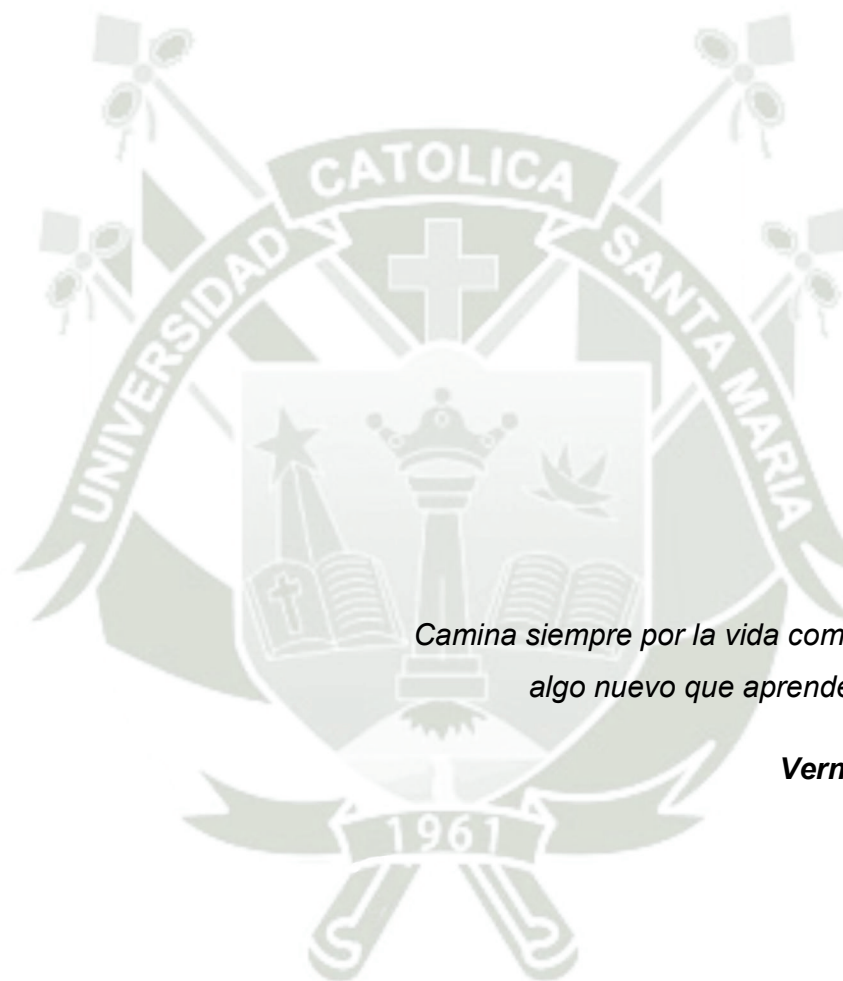 UNIVERSIDAD CATOLICA SANTA MARIA
Camina siempre por la vida com
algo nuevo que aprende
Vern
1961